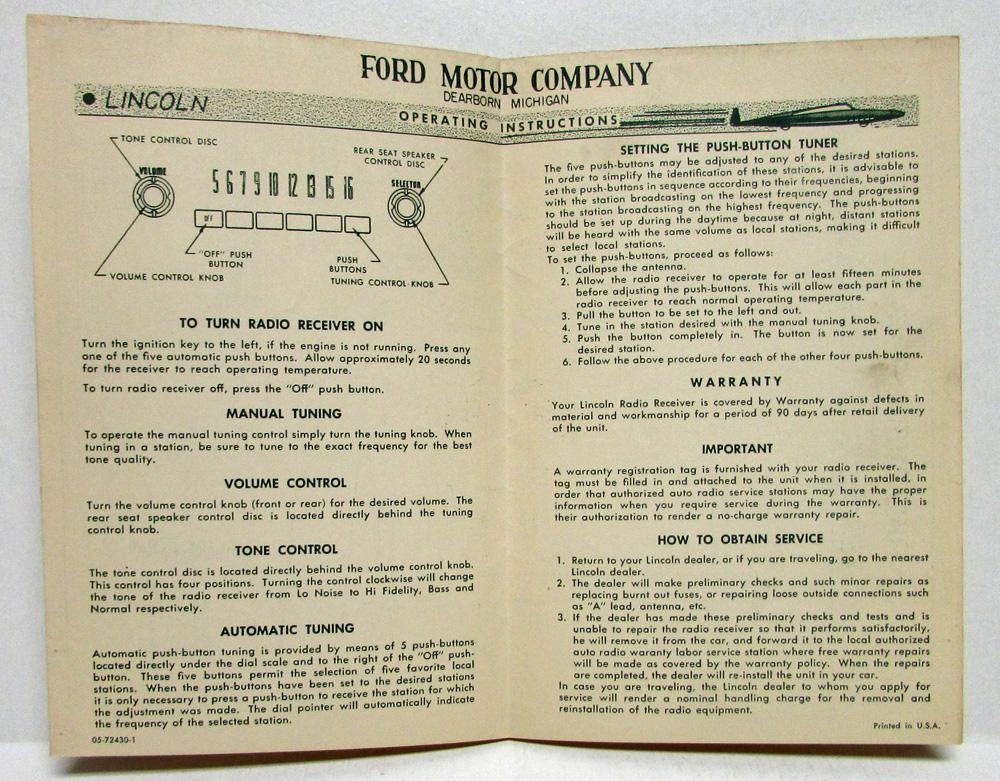 FORD MOTOR COMPANY
DEARBORN MICHIGAN
LINCOLN
OPERATING INSTRUCTIONS
TONE CONTROL DISC
REAR SEAT SPEAKER
CONTROL DISC
VOLUME
5 6 7 9 10 12 13 15 16
SELECTOR
OFF
"OFF" PUSH
BUTTON
PUSH
BUTTONS
VOLUME CONTROL KNOB
TUNING CONTROL KNOB
TO TURN RADIO RECEIVER ON
Turn the ignition key to the left, if the engine is not running. Press any
one of the five automatic push buttons. Allow approximately 20 seconds
for the receiver to reach operating temperature.
To turn radio receiver off, press the "Off" push button.
MANUAL TUNING
To operate the manual tuning control simply turn the tuning knob. When
tuning in a station, be sure to tune to the exact frequency for the best
tone quality.
VOLUME CONTROL
Turn the volume control knob (front or rear) for the desired volume. The
rear seat speaker control disc is located directly behind the tuning
control knob.
TONE CONTROL
The tone control disc is located directly behind the volume control knob.
This control has four positions. Turning the control clockwise will change
the tone of the radio receiver from Lo Noise to Hi Fidelity, Bass and
Normal respectively.
AUTOMATIC TUNING
Automatic push-button tuning is provided by means of 5 push-buttons
located directly under the dial scale and to the right of the "Off" push-
button. These five buttons permit the selection of five favorite local
stations. When the push-buttons have been set to the desired stations
it is only necessary to press a push-button to receive the station for which
the adjustment was made. The dial pointer will automatically indicate
the frequency of the selected station.
05-72430-1
SETTING THE PUSH-BUTTON TUNER
The five push-buttons may be adjusted to any of the desired stations.
In order to simplify the identification of these stations, it is advisable to
set the push-buttons in sequence according to their frequencies, beginning
with the station broadcasting on the lowest frequency and progressing
to the station broadcasting on the highest frequency. The push-buttons
should be set up during the daytime because at night, distant stations
will be heard with the same volume as local stations, making it difficult
to select local stations.
To set the push-buttons, proceed as follows:
1. Collapse the antenna.
2. Allow the radio receiver to operate for at least fifteen minutes
before adjusting the push-buttons. This will allow each part in the
radio receiver to reach normal operating temperature.
3. Pull the button to be set to the left and out.
4. Tune in the station desired with the manual tuning knob.
5. Push the button completely in. The button is now set for the
desired station.
6. Follow the above procedure for each of the other four push-buttons.
WARRANTY
Your Lincoln Radio Receiver is covered by Warranty against defects in
material and workmanship for a period of 90 days after retail delivery
of the unit.
IMPORTANT
A warranty registration tag is furnished with your radio receiver. The
tag must be filled in and attached to the unit when it is installed, in
order that authorized auto radio service stations may have the proper
information when you require service during the warranty. This is
their authorization to render a no-charge warranty repair.
HOW TO OBTAIN SERVICE
1. Return to your Lincoln dealer, or if you are traveling, go to the nearest
Lincoln dealer.
2. The dealer will make preliminary checks and such minor repairs as
replacing burnt out fuses, or repairing loose outside connections such
as "A" lead, antenna, etc.
3. If the dealer has made these preliminary checks and tests and is
unable to repair the radio receiver so that it performs satisfactorily,
he will remove it from the car, and forward it to the local authorized
auto radio waranty labor service station where free warranty repairs
will be made as covered by the warranty policy. When the repairs
are completed, the dealer will re-install the unit in your car.
In case you are traveling, the Lincoln dealer to whom you apply for
service will render a nominal handling charge for the removal and
reinstallation of the radio equipment.
Printed in U.S.A.